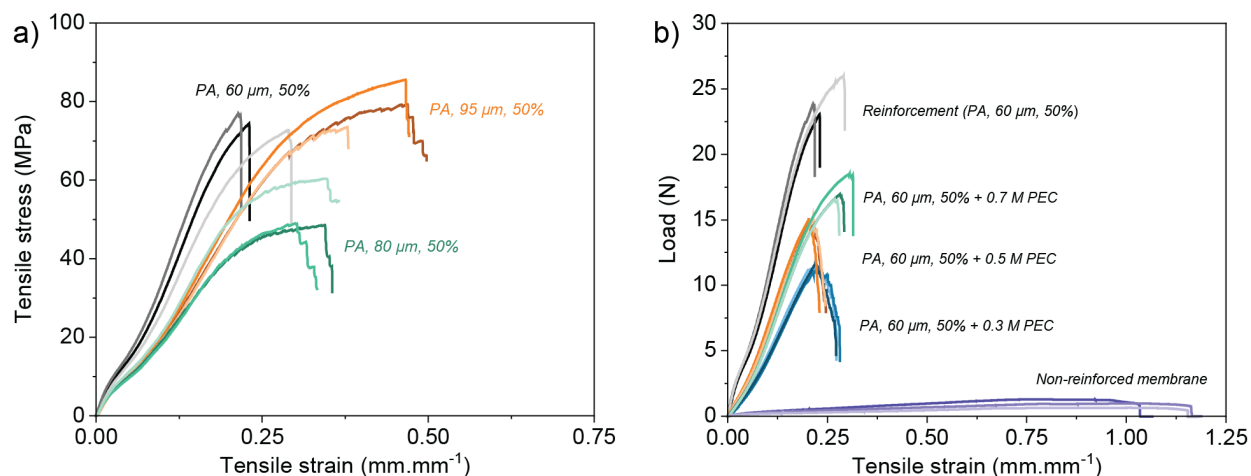 a)
Tensile stress (MPa)
100
80
60
40
20
0
PA, 60 µm, 50%
PA, 95 µm, 50%
PA, 80 µm, 50%
0.00 0.25 0.50 0.75
Tensile strain (mm.mm⁻¹)
b)
Load (N)
30
25
20
15
10
5
0
Reinforcement (PA, 60 µm, 50%)
PA, 60 µm, 50% + 0.7 M PEC
PA, 60 µm, 50% + 0.5 M PEC
PA, 60 µm, 50% + 0.3 M PEC
Non-reinforced membrane
0.00 0.25 0.50 0.75 1.00 1.25
Tensile strain (mm.mm⁻¹)